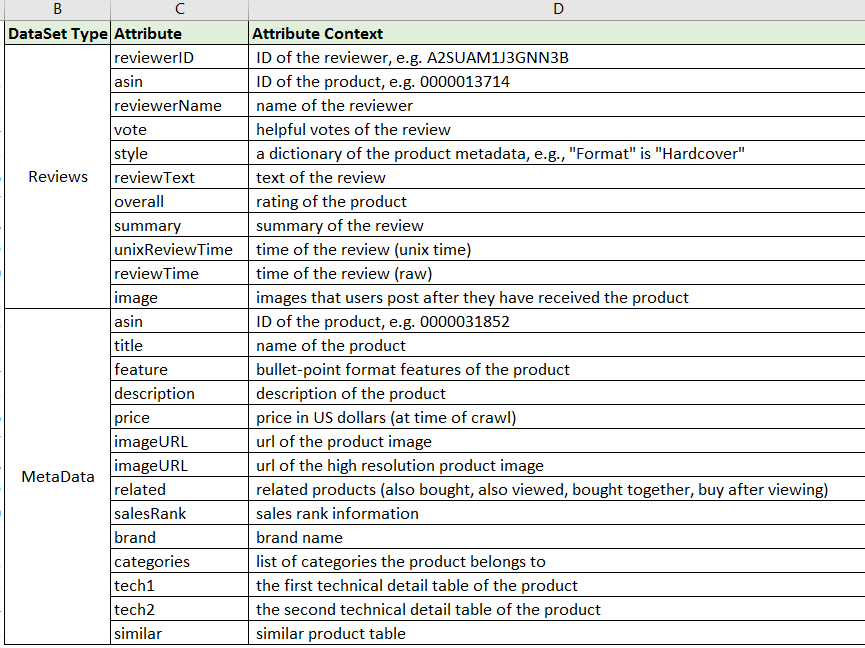 B C D
DataSet Type Attribute Attribute Context
reviewerID ID of the reviewer, e.g. A2SUAM1J3GNN3B
asin ID of the product, e.g. 0000013714
reviewerName name of the reviewer
vote helpful votes of the review
style a dictionary of the product metadata, e.g., "Format" is "Hardcover"
Reviews reviewText text of the review
overall rating of the product
summary summary of the review
unixReviewTime time of the review (unix time)
reviewTime time of the review (raw)
image images that users post after they have received the product
asin ID of the product, e.g. 0000031852
title name of the product
feature bullet-point format features of the product
description description of the product
price price in US dollars (at time of crawl)
imageURL url of the product image
imageURL url of the high resolution product image
MetaData
related related products (also bought, also viewed, bought together, buy after viewing)
salesRank sales rank information
brand brand name
categories list of categories the product belongs to
tech1 the first technical detail table of the product
tech2 the second technical detail table of the product
similar similar product table